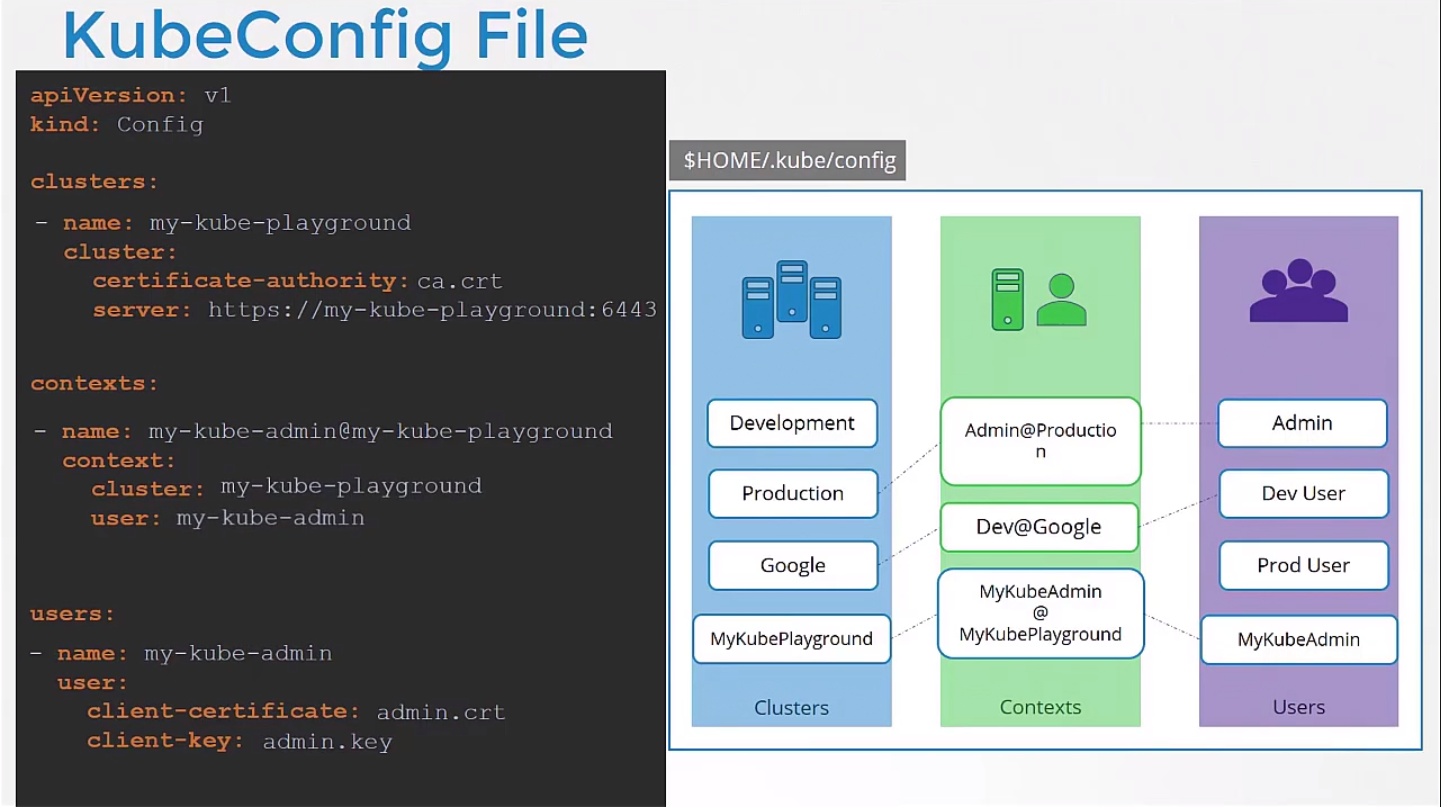 KubeConfig File
apiVersion: v1
kind: Config
clusters:
- name: my-kube-playground
cluster:
certificate-authority: ca.crt
server: https://my-kube-playground:6443
contexts:
- name: my-kube-admin@my-kube-playground
context:
cluster: my-kube-playground
user: my-kube-admin
users:
- name: my-kube-admin
user:
client-certificate: admin.crt
client-key: admin.key
$HOME/.kube/config
Development
Production
Google
MyKubePlayground
Clusters
Admin@Productio
n
Dev@Google
MyKubeAdmin
@
MyKubePlayground
Contexts
Admin
Dev User
Prod User
MyKubeAdmin
Users